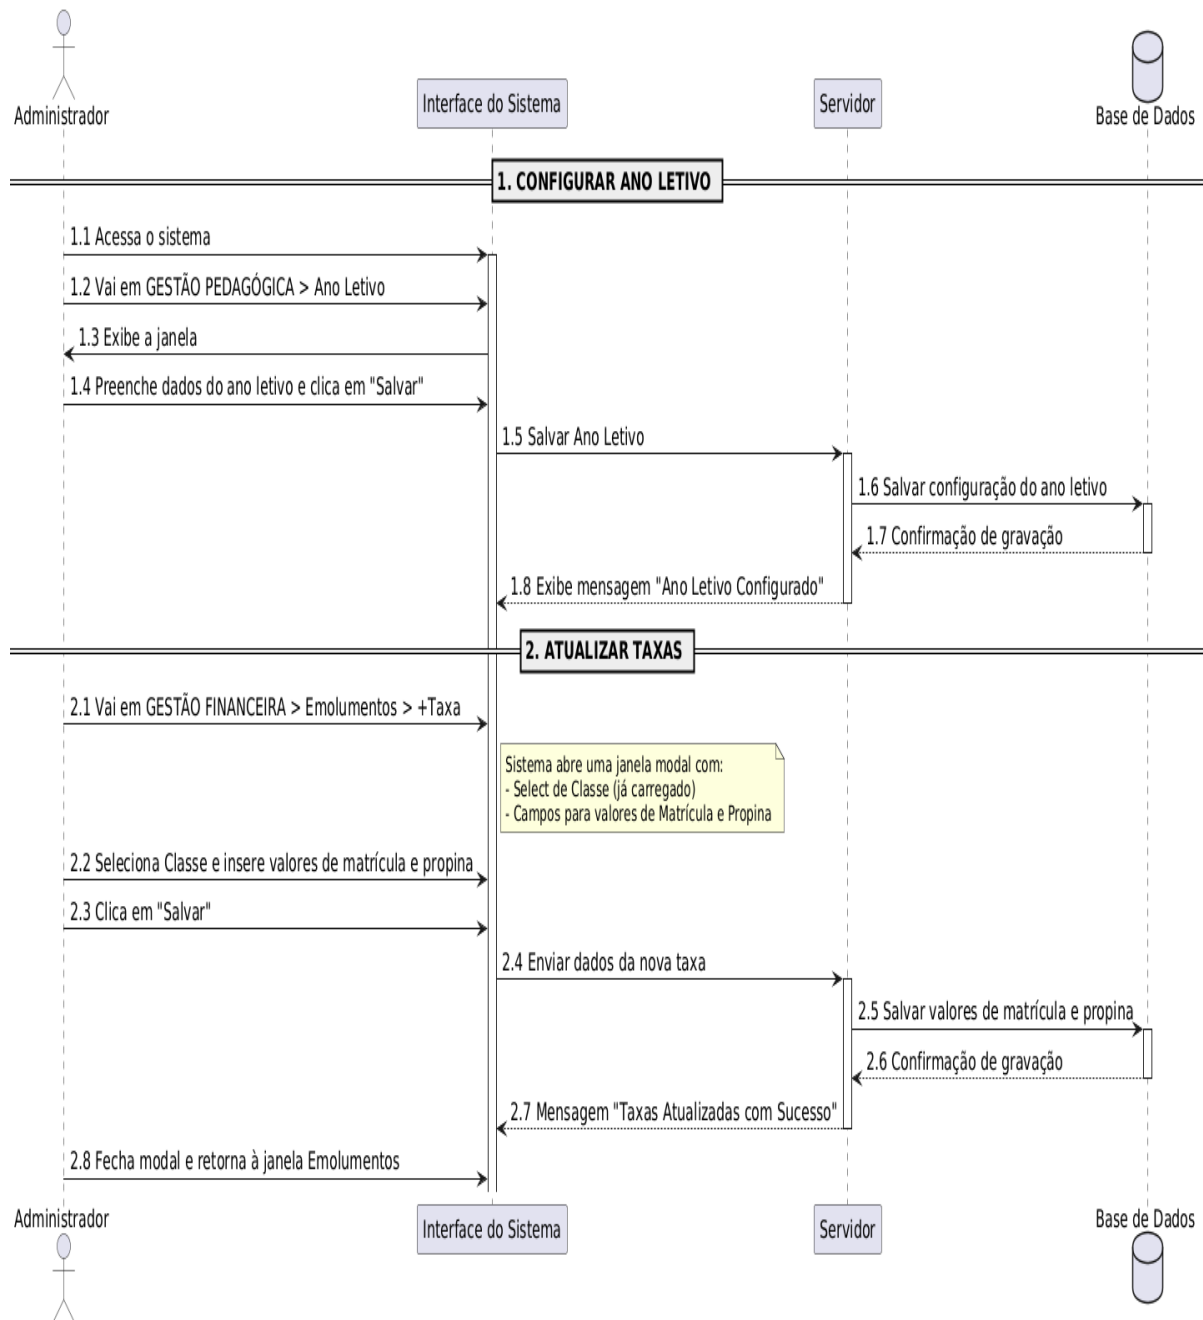 Administrador
Interface do Sistema
Servidor
Base de Dados
1. CONFIGURAR ANO LETIVO
1.1 Acessa o sistema
1.2 Vai em GESTÃO PEDAGÓGICA > Ano Letivo
1.3 Exibe a janela
1.4 Preenche dados do ano letivo e clica em "Salvar"
1.5 Salvar Ano Letivo
1.6 Salvar configuração do ano letivo
1.7 Confirmação de gravação
1.8 Exibe mensagem "Ano Letivo Configurado"
2. ATUALIZAR TAXAS
2.1 Vai em GESTÃO FINANCEIRA > Emolumentos > +Taxa
Sistema abre uma janela modal com:
- Select de Classe (já carregado)
- Campos para valores de Matrícula e Propina
2.2 Seleciona Classe e insere valores de matrícula e propina
2.3 Clica em "Salvar"
2.4 Enviar dados da nova taxa
2.5 Salvar valores de matrícula e propina
2.6 Confirmação de gravação
2.7 Mensagem "Taxas Atualizadas com Sucesso"
2.8 Fecha modal e retorna à janela Emolumentos
Administrador
Interface do Sistema
Servidor
Base de Dados